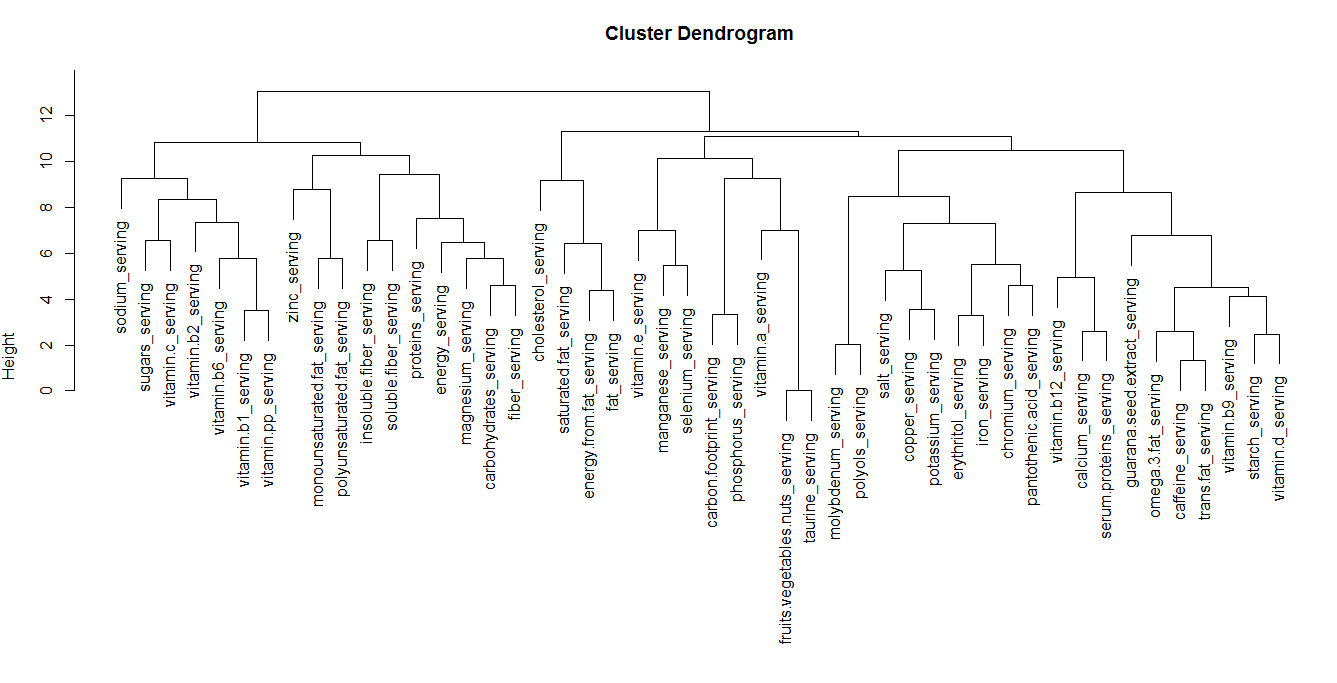 Cluster Dendrogram
Height
12
10
8
6
4
2
0
sodium_serving
sugars_serving
vitamin.c_serving
vitamin.b2_serving
vitamin.b6_serving
vitamin.b1_serving
vitamin.pp_serving
zinc_serving
monounsaturated.fat_serving
polyunsaturated.fat_serving
insoluble.fiber_serving
soluble.fiber_serving
proteins_serving
energy_serving
magnesium_serving
carbohydrates_serving
fiber_serving
cholesterol_serving
saturated.fat_serving
energy.from.fat_serving
fat_serving
vitamin.e_serving
manganese_serving
selenium_serving
carbon.footprint_serving
phosphorus_serving
vitamin.a_serving
fruits.vegetables.nuts_serving
taurine_serving
molybdenum_serving
polyols_serving
salt_serving
copper_serving
potassium_serving
erythritol_serving
iron_serving
chromium_serving
pantothenic.acid_serving
vitamin.b12_serving
calcium_serving
serum.proteins_serving
guarana.seed.extract_serving
omega.3.fat_serving
caffeine_serving
trans.fat_serving
vitamin.b9_serving
starch_serving
vitamin.d_serving